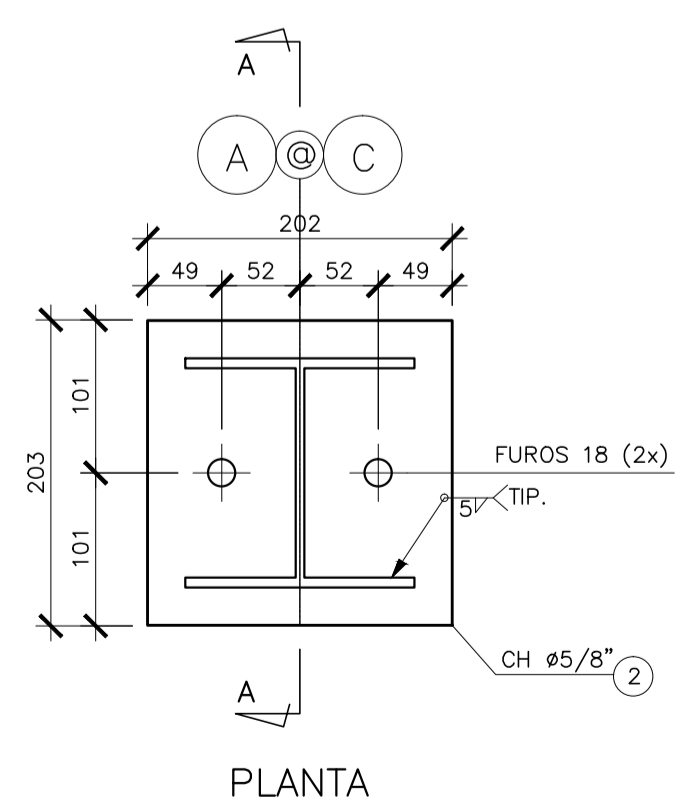 A
A @ C
202
49 52 52 49
101
203
101
FUROS 18 (2x)
5 TIP.
CH ø5/8"
2
A
PLANTA